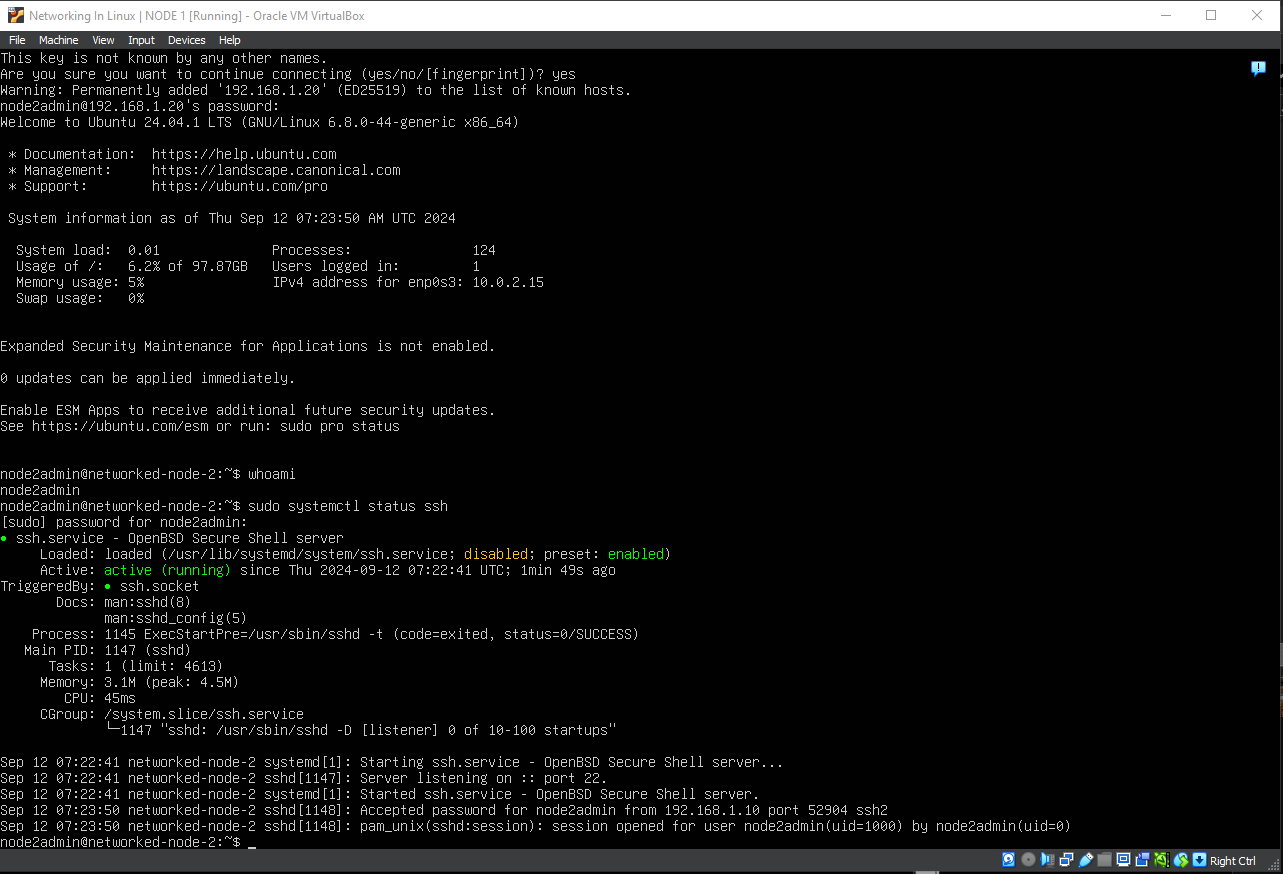 Networking In Linux | NODE 1 [Running] - Oracle VM VirtualBox
File Machine View Input Devices Help
This key is not known by any other names.
Are you sure you want to continue connecting (yes/no/[fingerprint])? yes
Warning: Permanently added '192.168.1.20' (ED25519) to the list of known hosts.
node2admin@192.168.1.20's password:
Welcome to Ubuntu 24.04.1 LTS (GNU/Linux 6.8.0-44-generic x86_64)
* Documentation:  https://help.ubuntu.com
* Management:     https://landscape.canonical.com
* Support:        https://ubuntu.com/pro
System information as of Thu Sep 12 07:23:50 AM UTC 2024
System load:  0.01              Processes:               124
Usage of /:   6.2% of 97.87GB   Users logged in:         1
Memory usage: 5%                IPv4 address for enp0s3: 10.0.2.15
Swap usage:   0%
Expanded Security Maintenance for Applications is not enabled.
0 updates can be applied immediately.
Enable ESM Apps to receive additional future security updates.
See https://ubuntu.com/esm or run: sudo pro status
node2admin@networked-node-2:~$ whoami
node2admin
node2admin@networked-node-2:~$ sudo systemctl status ssh
[sudo] password for node2admin:
● ssh.service - OpenBSD Secure Shell server
Loaded: loaded (/usr/lib/systemd/system/ssh.service; disabled; preset: enabled)
Active: active (running) since Thu 2024-09-12 07:22:41 UTC; 1min 49s ago
TriggeredBy: ● ssh.socket
Docs: man:sshd(8)
man:sshd_config(5)
Process: 1145 ExecStartPre=/usr/sbin/sshd -t (code=exited, status=0/SUCCESS)
Main PID: 1147 (sshd)
Tasks: 1 (limit: 4613)
Memory: 3.1M (peak: 4.5M)
CPU: 45ms
CGroup: /system.slice/ssh.service
└─1147 "sshd: /usr/sbin/sshd -D [listener] 0 of 10-100 startups"
Sep 12 07:22:41 networked-node-2 systemd[1]: Starting ssh.service - OpenBSD Secure Shell server...
Sep 12 07:22:41 networked-node-2 sshd[1147]: Server listening on :: port 22.
Sep 12 07:22:41 networked-node-2 systemd[1]: Started ssh.service - OpenBSD Secure Shell server.
Sep 12 07:23:50 networked-node-2 sshd[1148]: Accepted password for node2admin from 192.168.1.10 port 52904 ssh2
Sep 12 07:23:50 networked-node-2 sshd[1148]: pam_unix(sshd:session): session opened for user node2admin(uid=1000) by node2admin(uid=0)
node2admin@networked-node-2:~$ _
Right Ctrl